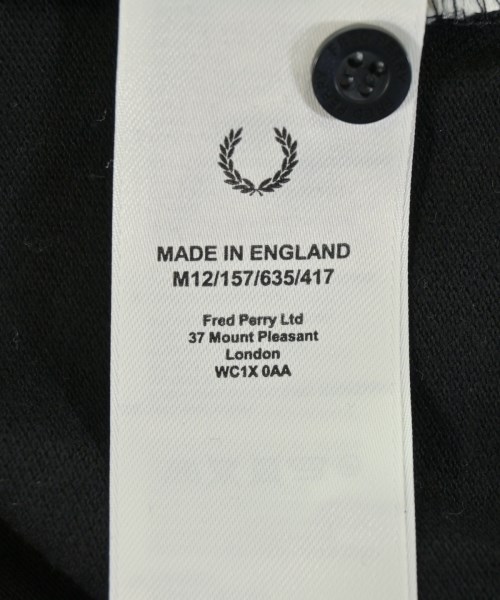 MADE IN ENGLAND
M12/157/635/417
Fred Perry Ltd
37 Mount Pleasant
London
WC1X 0AA